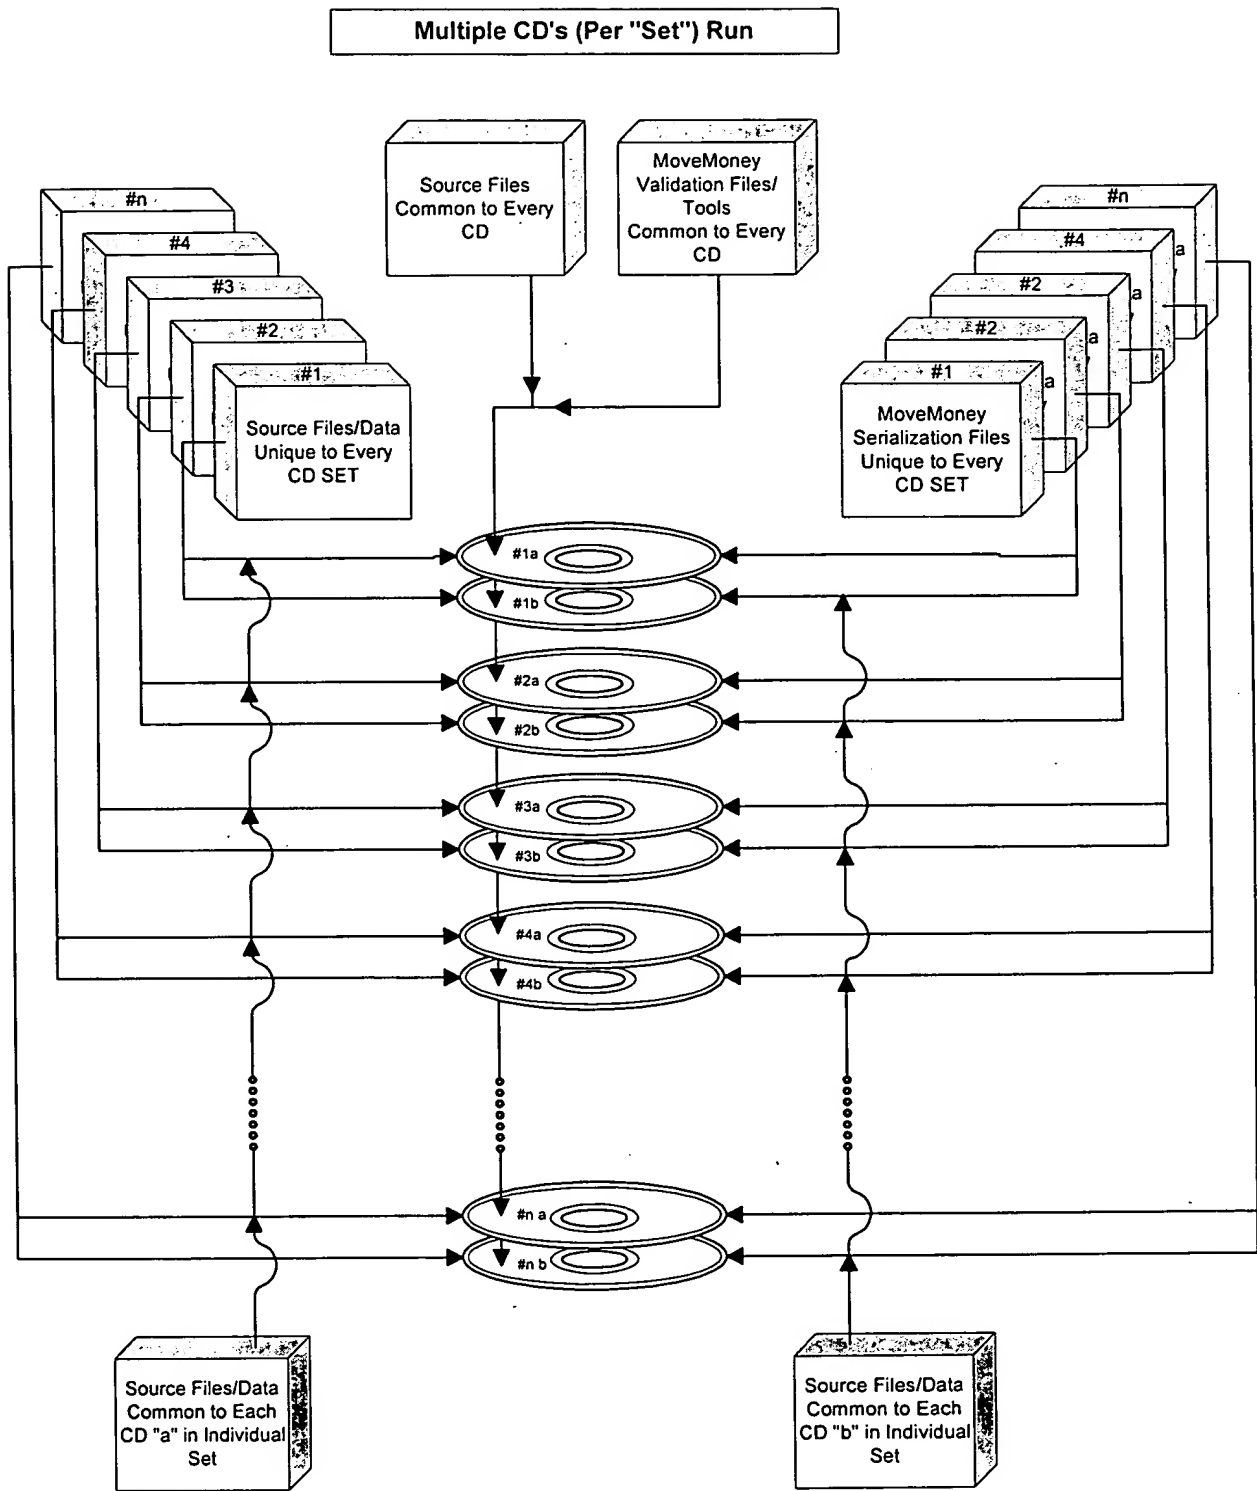 Multiple CD's (Per "Set") Run
Source Files
Common to Every
CD
MoveMoney
Validation Files/
Tools
Common to Every
CD
#n
#4
#3
#2
#1
Source Files/Data
Unique to Every
CD SET
#n
#4
a
#2
a
#2
a
#1
a
MoveMoney
Serialization Files
Unique to Every
CD SET
#1a
#1b
#2a
#2b
#3a
#3b
#4a
#4b
#n a
#n b
Source Files/Data
Common to Each
CD "a" in Individual
Set
Source Files/Data
Common to Each
CD "b" in Individual
Set